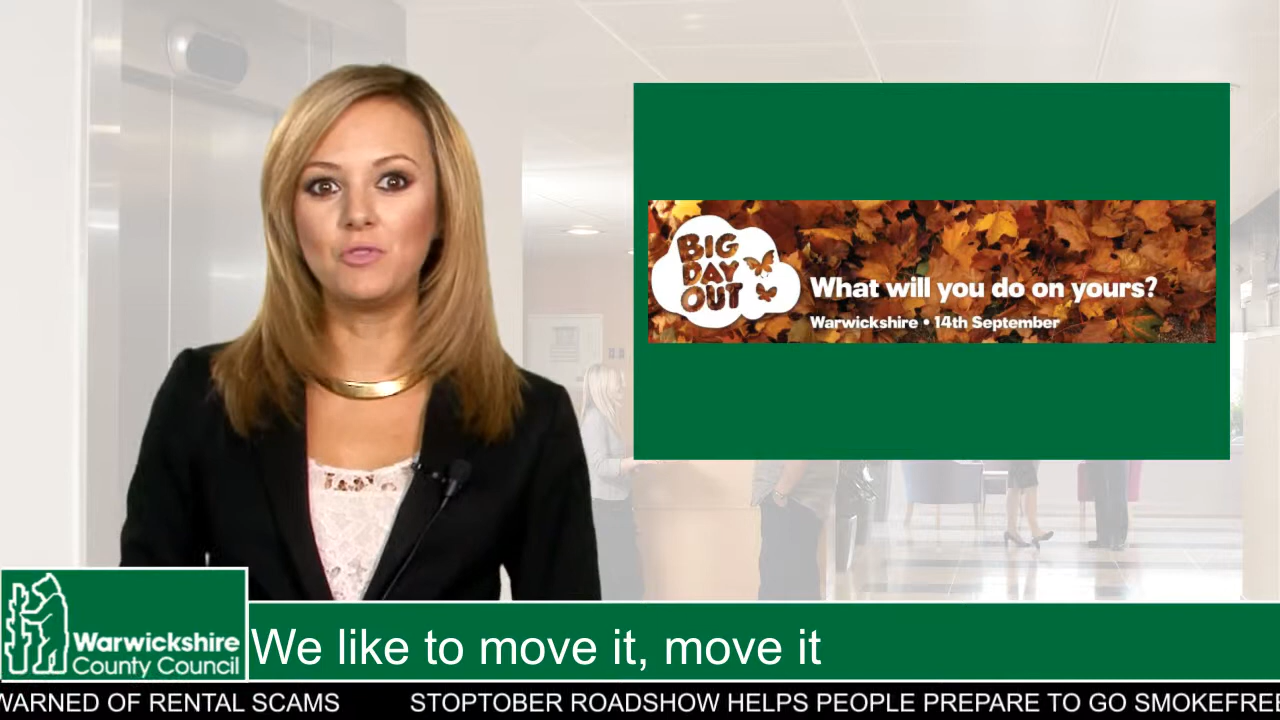 BIG
DAY
OUT
What will you do on yours?
Warwickshire • 14th September
Warwickshire
County Council
We like to move it, move it
WARNED OF RENTAL SCAMS STOPTOBER ROADSHOW HELPS PEOPLE PREPARE TO GO SMOKEFREE